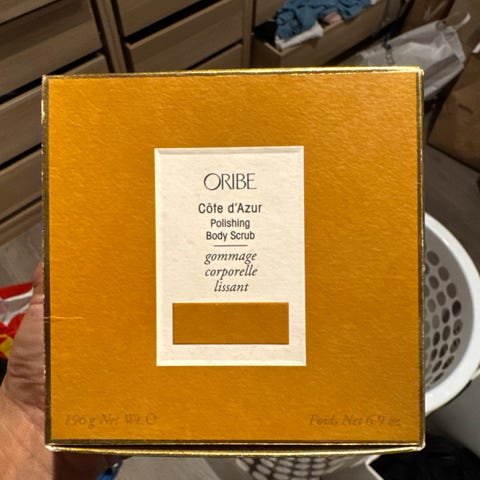 ORIBE
Côte d'Azur
Polishing
Body Scrub
gommage
corporelle
lissant
196 g Net Wt. ℮
Poids Net 6.9 oz